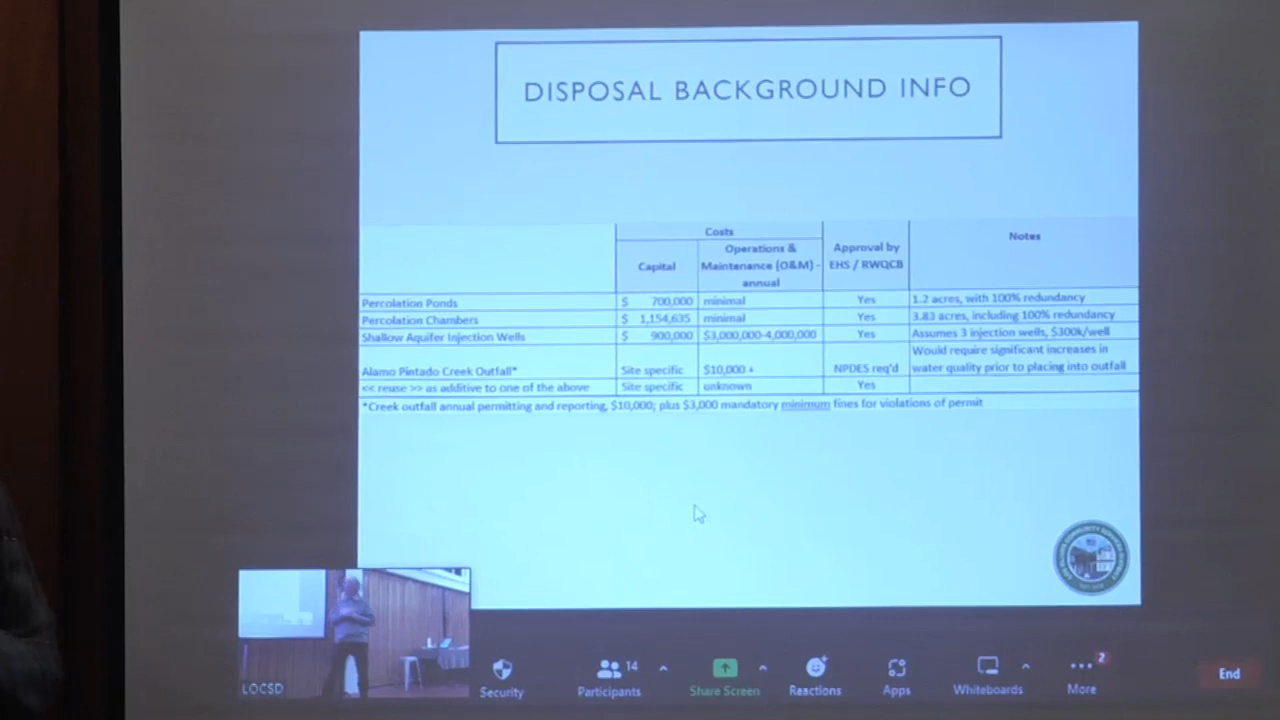 DISPOSAL BACKGROUND INFO
Costs
Notes
Capital
Operations &
Maintenance (O&M) -
annual
Approval by
EHS / RWQCB
Percolation Ponds $ 700,000 minimal Yes 1.2 acres, with 100% redundancy
Percolation Chambers $ 1,154,635 minimal Yes 3.83 acres, including 100% redundancy
Shallow Aquifer Injection Wells $ 900,000 $3,000,000-4,000,000 Yes Assumes 3 injection wells, $300k/well
Alamo Pintado Creek Outfall* Site specific $10,000 + NPDES req'd Would require significant increases in
water quality prior to placing into outfall
<< reuse >> as additive to one of the above Site specific unknown Yes
*Creek outfall annual permitting and reporting, $10,000; plus $3,000 mandatory minimum fines for violations of permit
LOCSD
Security
Participants 14
Share Screen
Reactions
Apps
Whiteboards
More 2
End